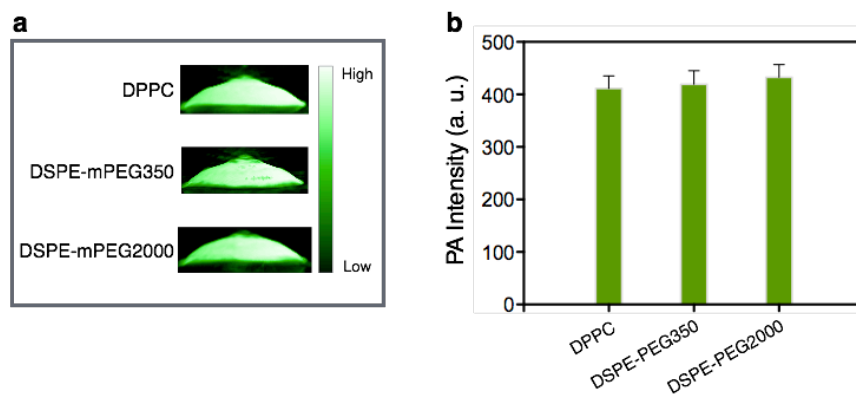 a
DPPC
DSPE-mPEG350
DSPE-mPEG2000
High
Low
b
PA Intensity (a. u.)
500
400
300
200
100
0
DPPC
DSPE-PEG350
DSPE-PEG2000